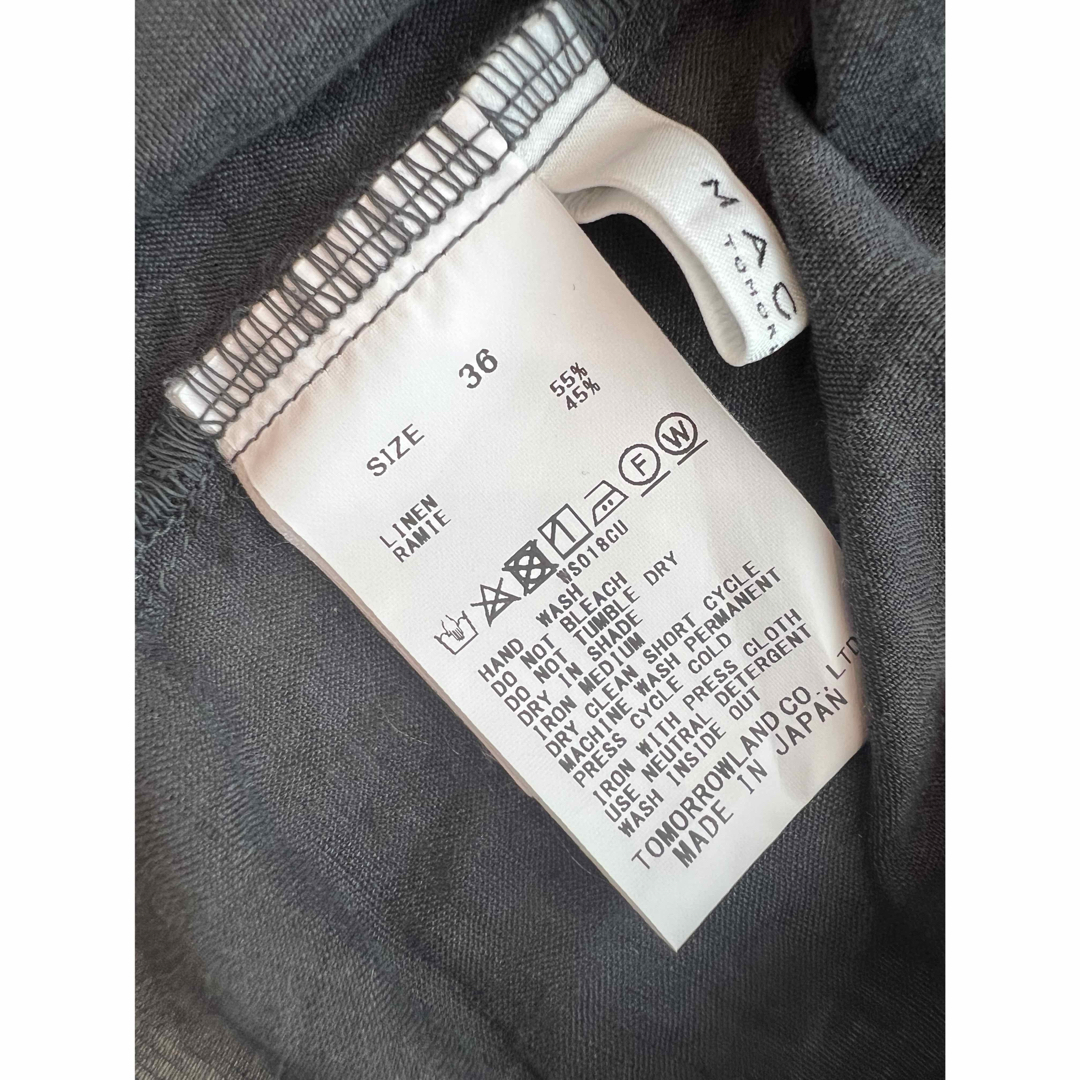 SIZE 36
LINEN 55%
RAMIE 45%
F W
WS018CU
HAND WASH
DO NOT BLEACH
DO NOT TUMBLE DRY
DRY IN SHADE
IRON MEDIUM
DRY CLEAN SHORT CYCLE
MACHINE WASH PERMANENT
PRESS CYCLE COLD
IRON WITH PRESS CLOTH
USE NEUTRAL DETERGENT
WASH INSIDE OUT
TOMORROWLAND CO., LTD
MADE IN JAPAN
MAC